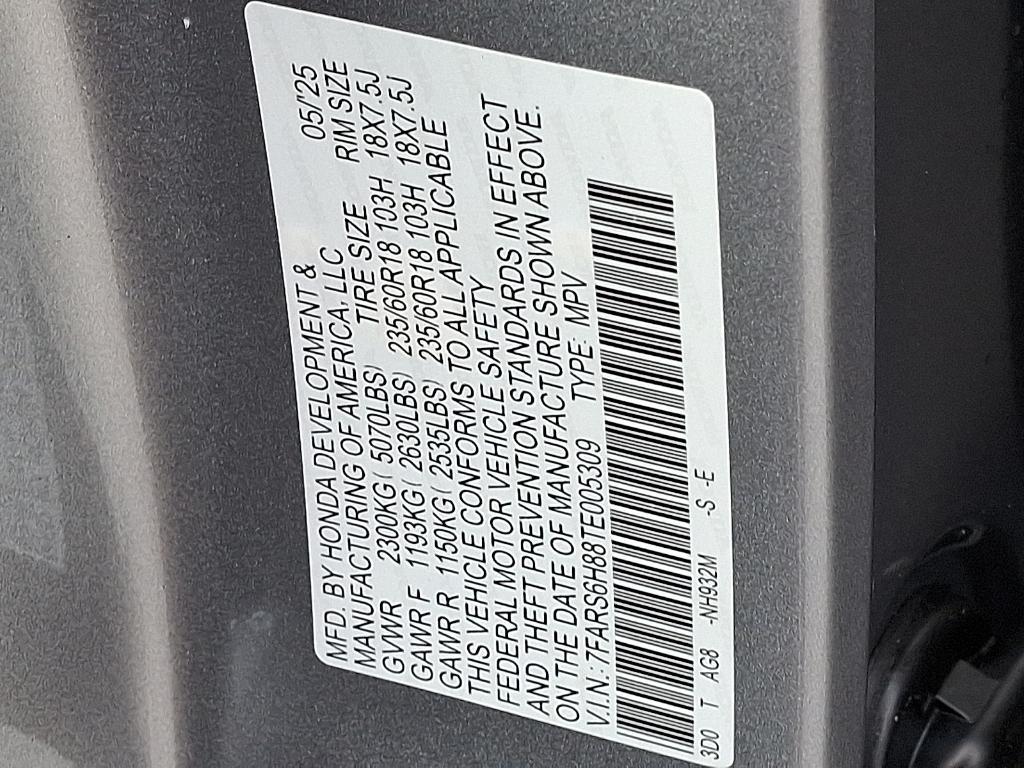 MFD. BY HONDA DEVELOPMENT & 05/'25
MANUFACTURING OF AMERICA, LLC RIM SIZE
GVWR 2300KG ( 5070LBS) TIRE SIZE 18X7.5J
GAWR F 1193KG ( 2630LBS) 235/60R18 103H 18X7.5J
GAWR R 1150KG ( 2535LBS) 235/60R18 103H
THIS VEHICLE CONFORMS TO ALL APPLICABLE
FEDERAL MOTOR VEHICLE SAFETY
AND THEFT PREVENTION STANDARDS IN EFFECT
ON THE DATE OF MANUFACTURE SHOWN ABOVE.
V.I.N.: 7FARS6H88TE005309 TYPE: MPV
3D0 T AG8 -NH932M -S -E